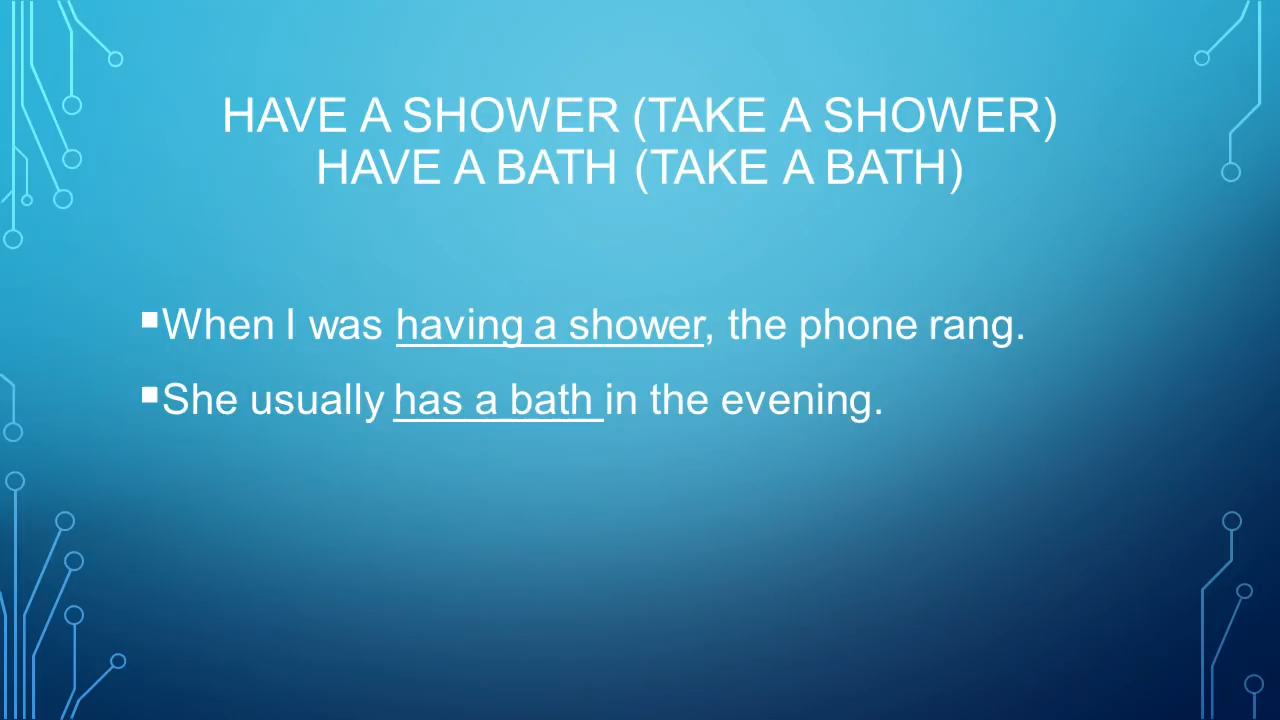 HAVE A SHOWER (TAKE A SHOWER)
HAVE A BATH (TAKE A BATH)
▪When I was having a shower, the phone rang.
▪She usually has a bath in the evening.